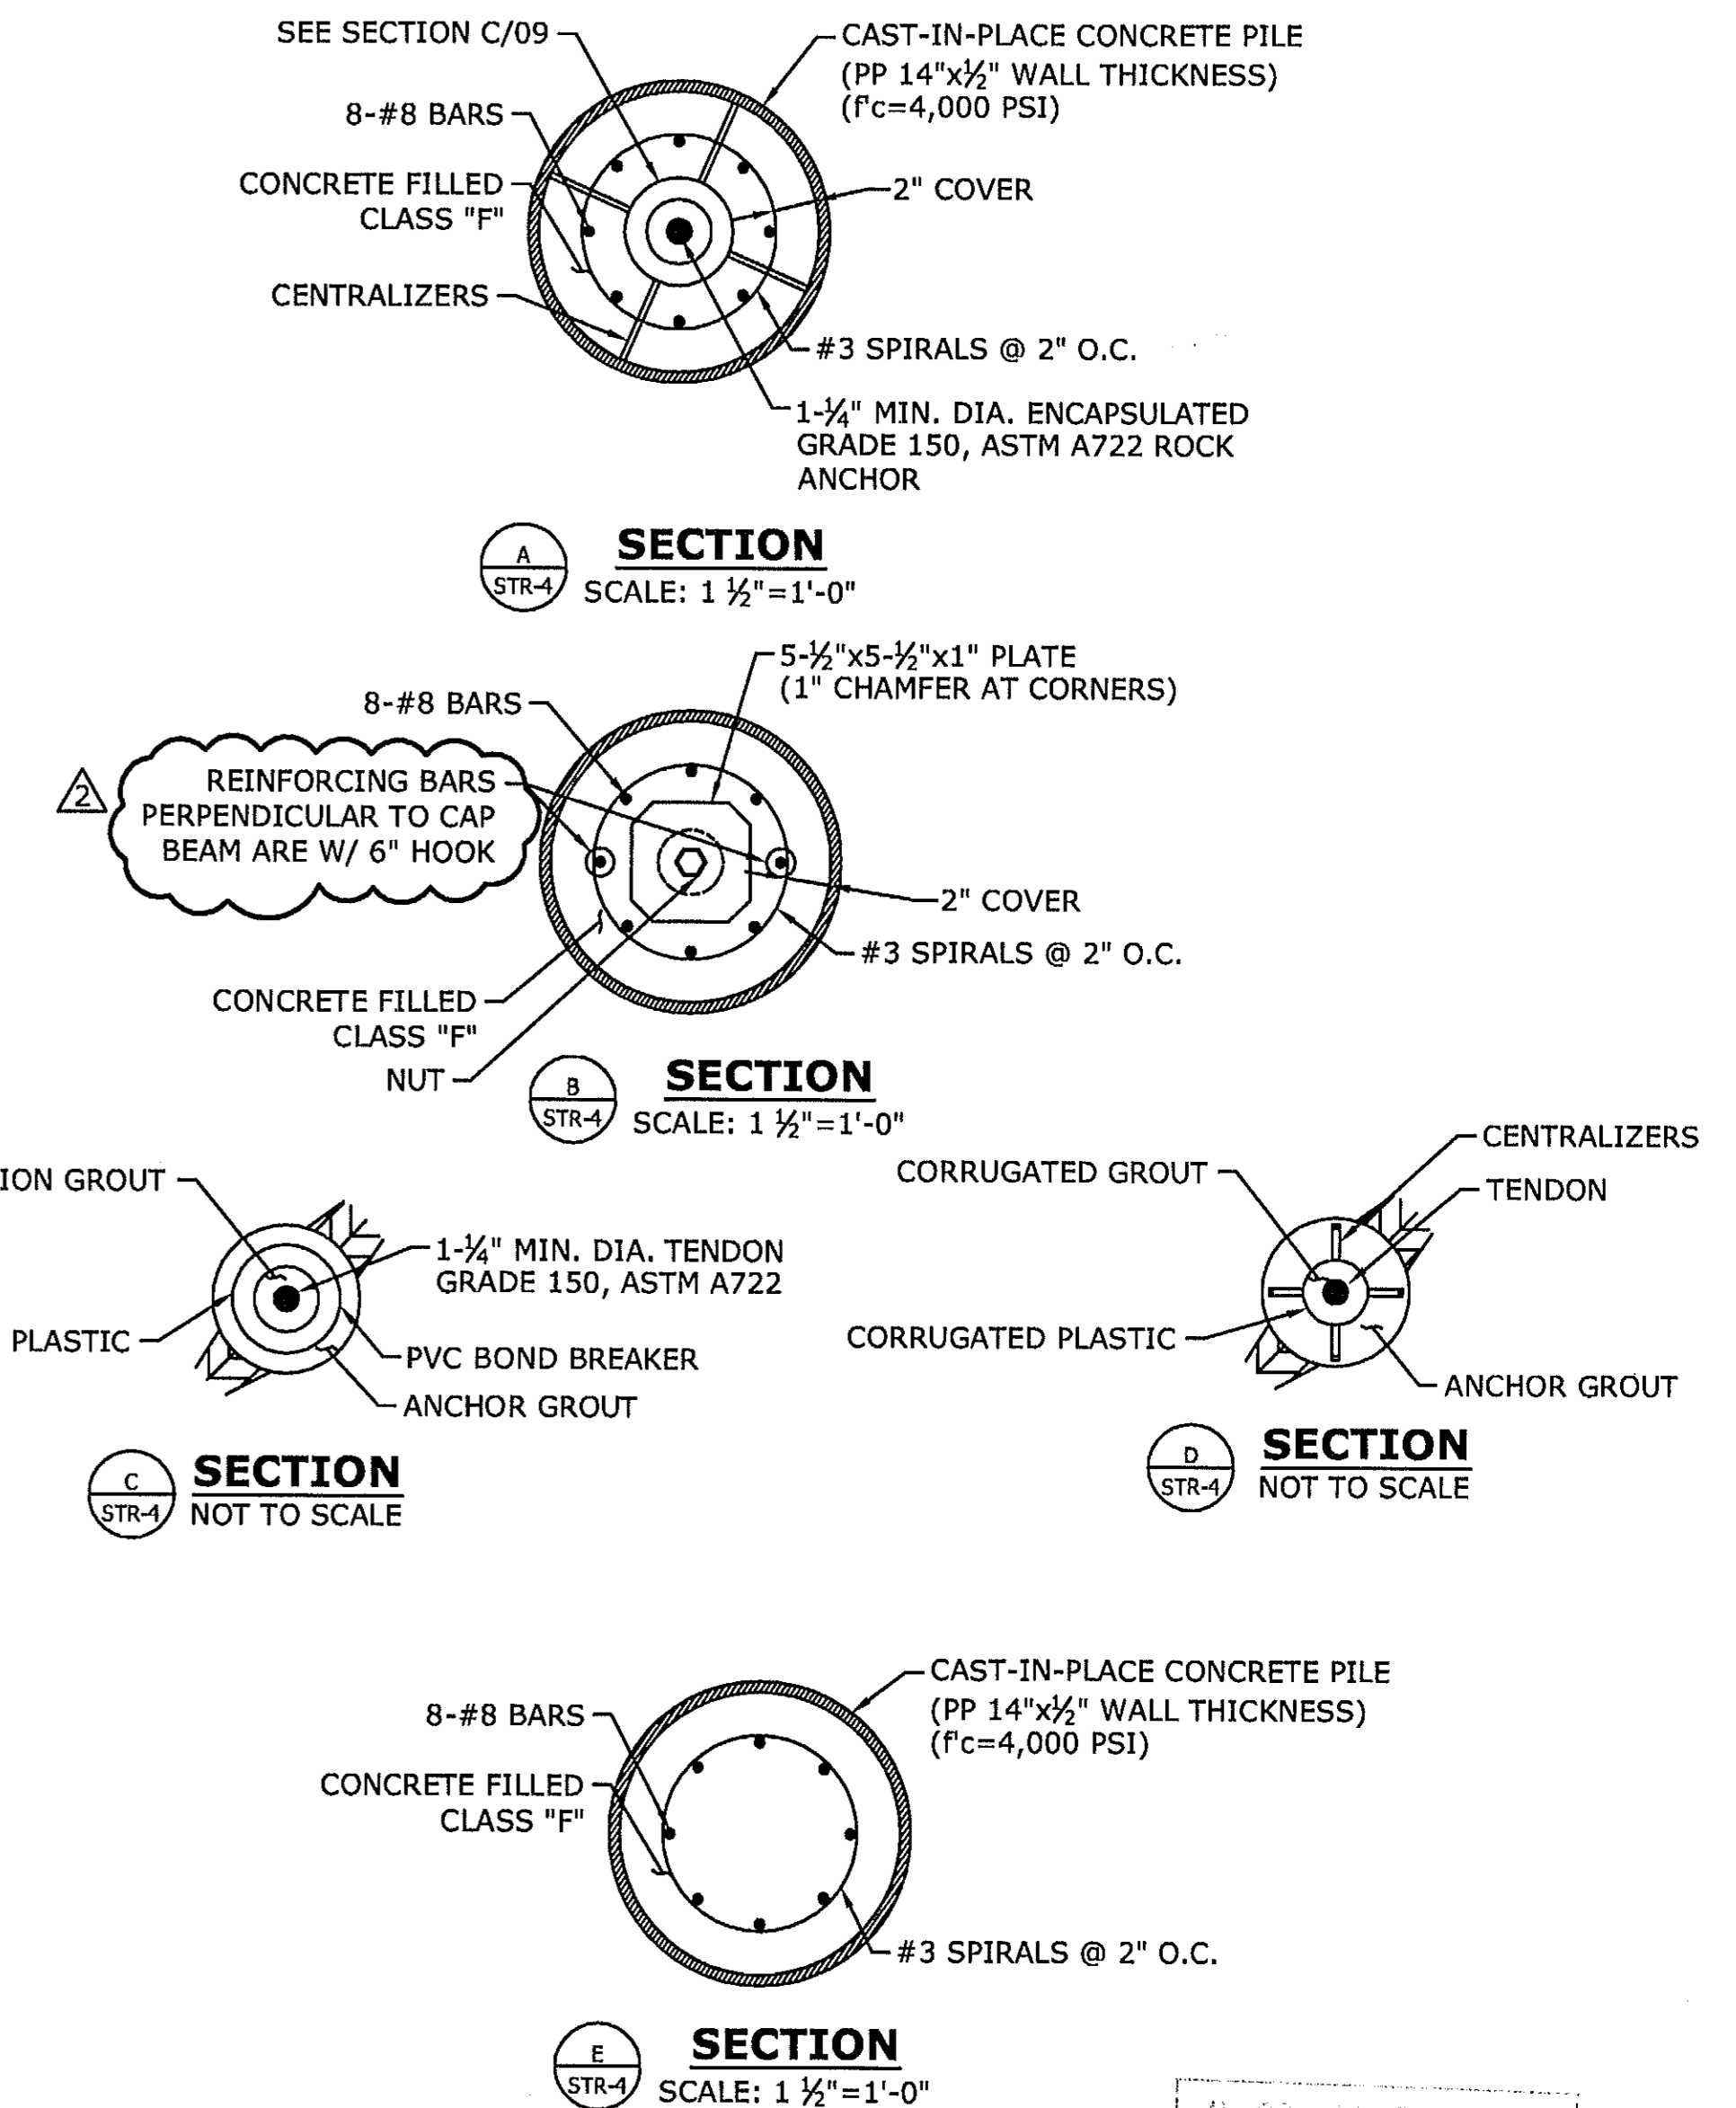 SEE SECTION C/09
CAST-IN-PLACE CONCRETE PILE
(PP 14"x½" WALL THICKNESS)
(f'c=4,000 PSI)
8-#8 BARS
CONCRETE FILLED
CLASS "F"
2" COVER
CENTRALIZERS
#3 SPIRALS @ 2" O.C.
1-¼" MIN. DIA. ENCAPSULATED
GRADE 150, ASTM A722 ROCK
ANCHOR
A
STR-4
SECTION
SCALE: 1 ½"=1'-0"
5-½"x5-½"x1" PLATE
(1" CHAMFER AT CORNERS)
8-#8 BARS
2
REINFORCING BARS
PERPENDICULAR TO CAP
BEAM ARE W/ 6" HOOK
2" COVER
#3 SPIRALS @ 2" O.C.
CONCRETE FILLED
CLASS "F"
NUT
B
STR-4
SECTION
SCALE: 1 ½"=1'-0"
ION GROUT
1-¼" MIN. DIA. TENDON
GRADE 150, ASTM A722
PLASTIC
PVC BOND BREAKER
ANCHOR GROUT
C
STR-4
SECTION
NOT TO SCALE
CENTRALIZERS
CORRUGATED GROUT
TENDON
CORRUGATED PLASTIC
ANCHOR GROUT
D
STR-4
SECTION
NOT TO SCALE
CAST-IN-PLACE CONCRETE PILE
(PP 14"x½" WALL THICKNESS)
(f'c=4,000 PSI)
8-#8 BARS
CONCRETE FILLED
CLASS "F"
#3 SPIRALS @ 2" O.C.
E
STR-4
SECTION
SCALE: 1 ½"=1'-0"